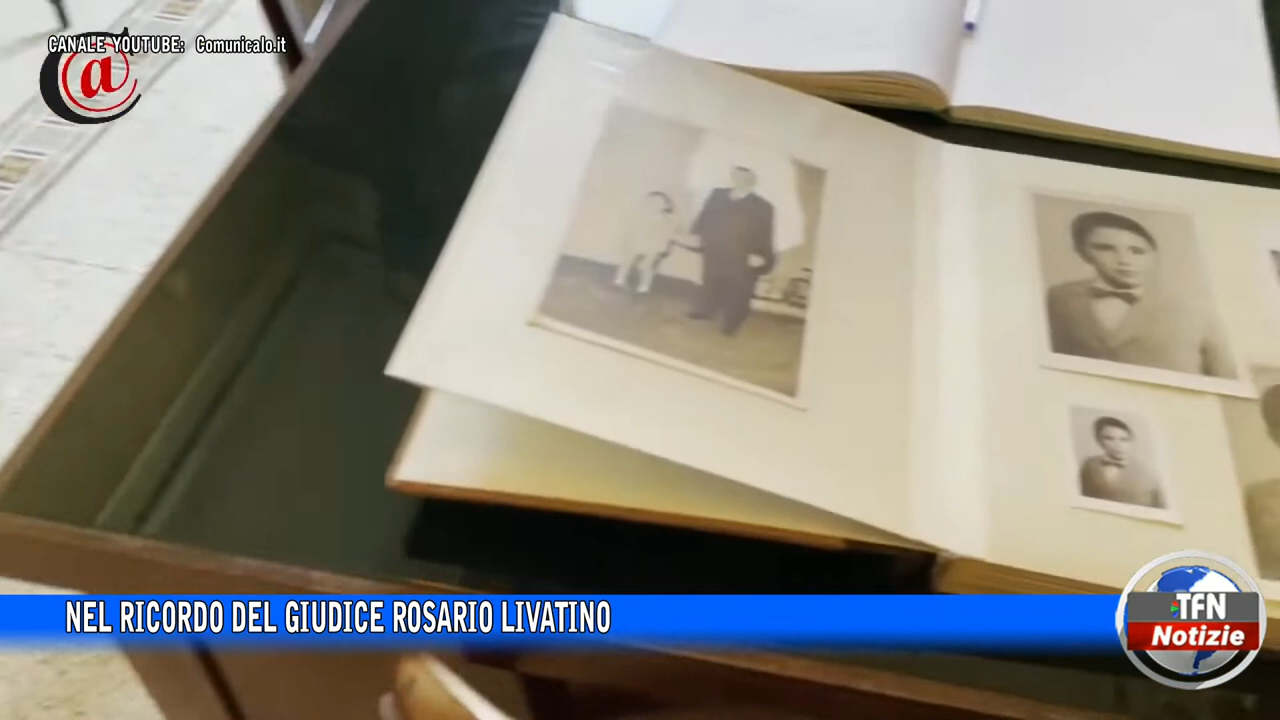 CANALE YOUTUBE: Comunicalo.it
@
NEL RICORDO DEL GIUDICE ROSARIO LIVATINO
TFN
Notizie